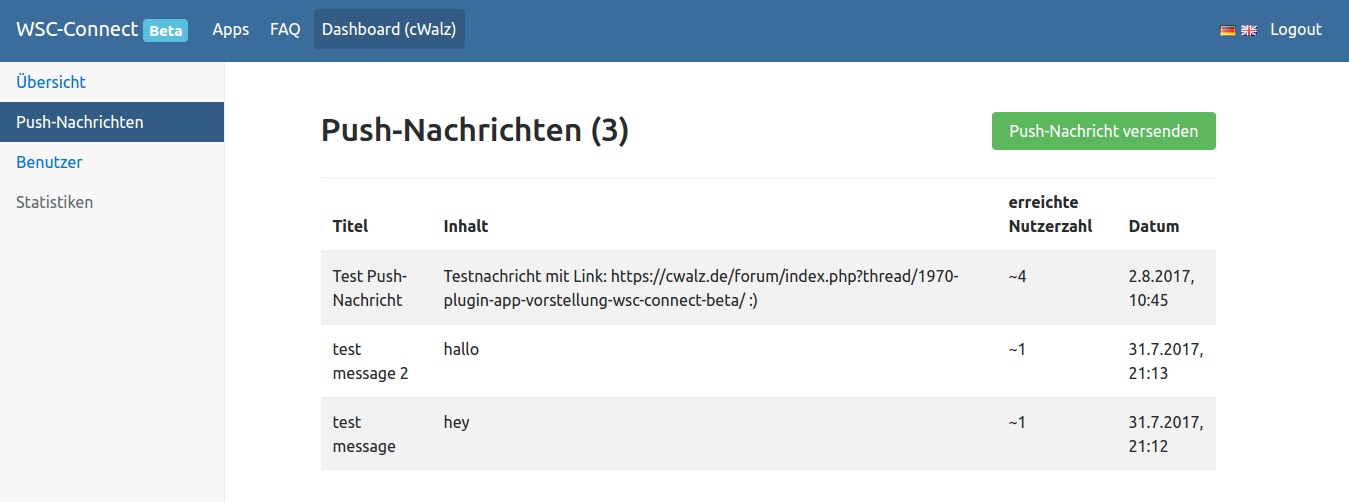 WSC-Connect Beta Apps FAQ Dashboard (cWalz) Logout
Übersicht
Push-Nachrichten
Benutzer
Statistiken
Push-Nachrichten (3)
Push-Nachricht versenden
erreichte
Titel Inhalt Nutzerzahl Datum
Test Push- Testnachricht mit Link: https://cwalz.de/forum/index.php?thread/1970- ~4 2.8.2017,
Nachricht plugin-app-vorstellung-wsc-connect-beta/ :) 10:45
test hallo ~1 31.7.2017,
message 2 21:13
test hey ~1 31.7.2017,
message 21:12